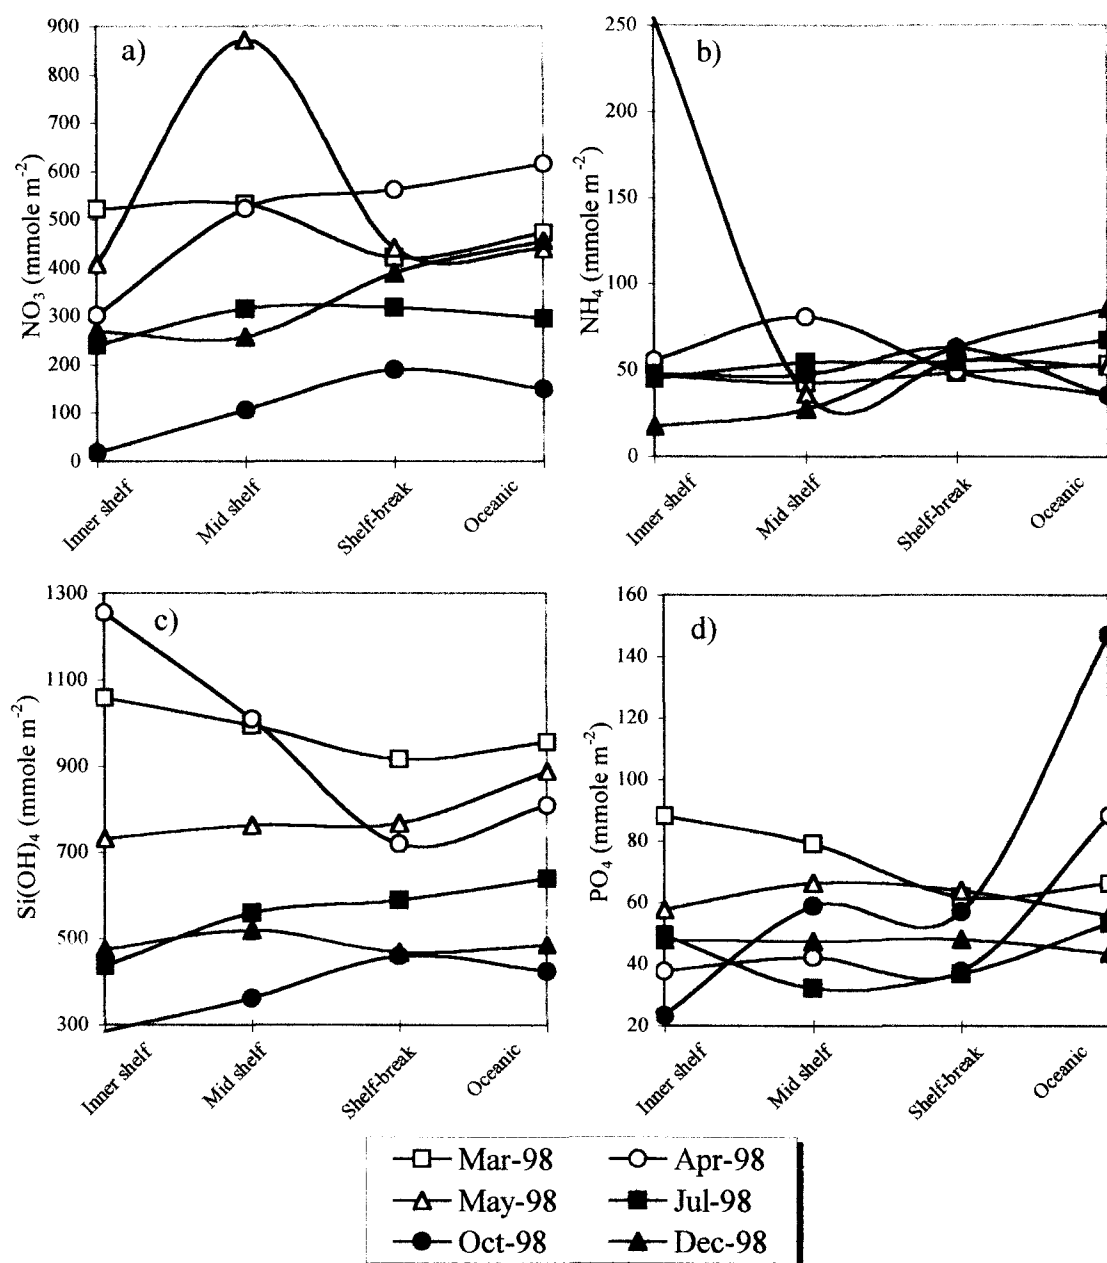 a)
900
800
700
600
500
400
300
200
100
0
NO3 (mmole m-2)
Inner shelf
Mid shelf
Shelf-break
Oceanic
b)
250
200
150
100
50
0
NH4 (mmole m-2)
Inner shelf
Mid shelf
Shelf-break
Oceanic
c)
1300
1100
900
700
500
300
Si(OH)4 (mmole m-2)
Inner shelf
Mid shelf
Shelf-break
Oceanic
d)
160
140
120
100
80
60
40
20
PO4 (mmole m-2)
Inner shelf
Mid shelf
Shelf-break
Oceanic
Mar-98 Apr-98
May-98 Jul-98
Oct-98 Dec-98